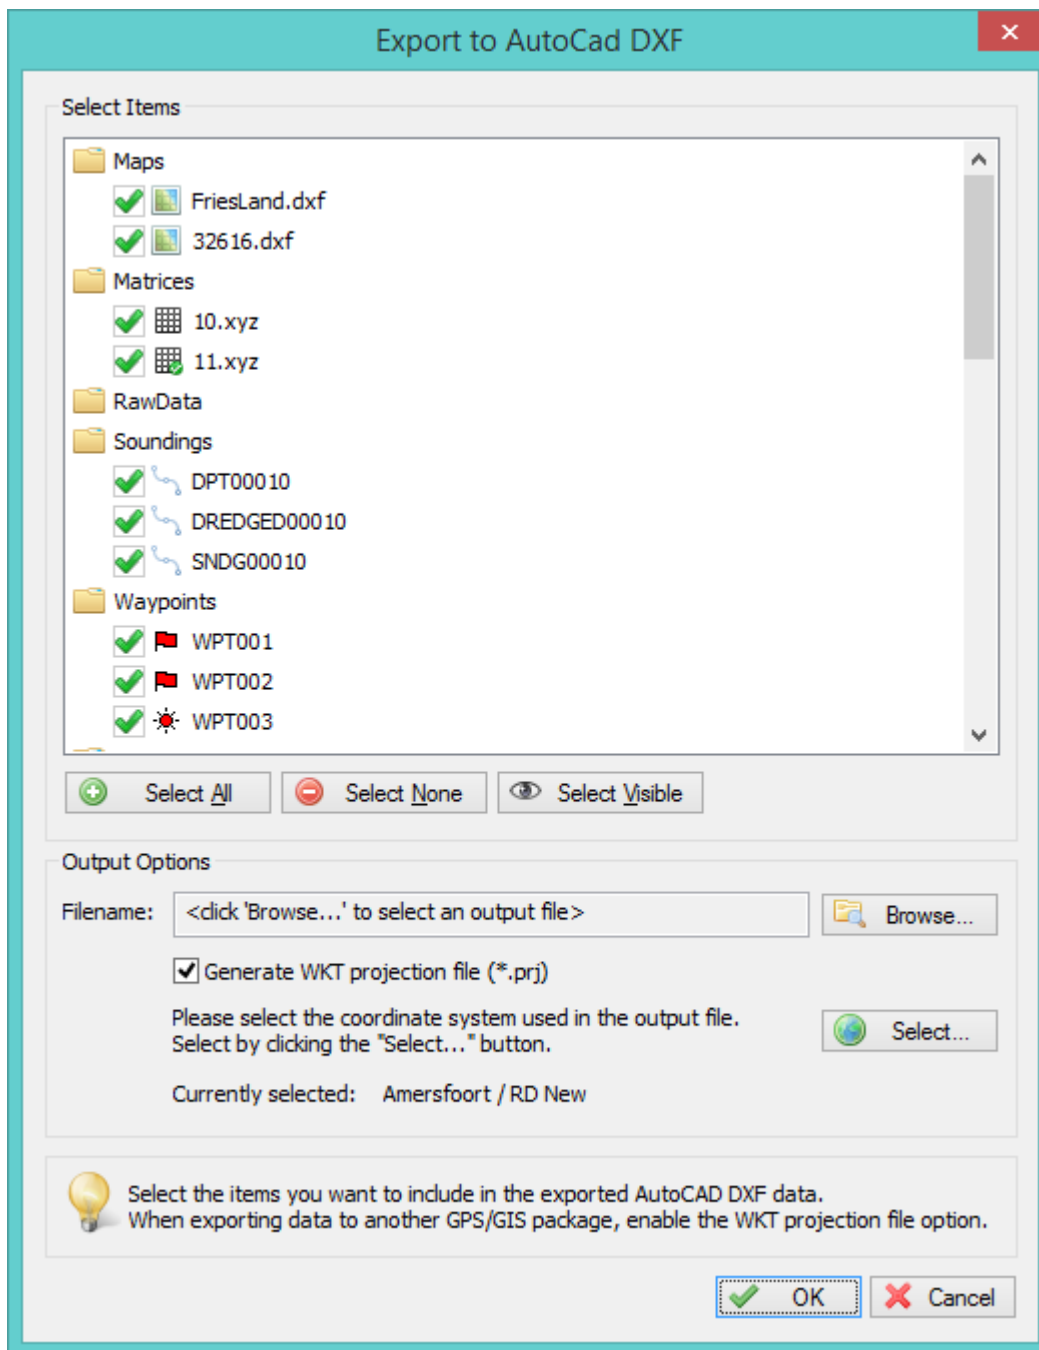 Export to AutoCad DXF
Select Items
Maps
FriesLand.dxf
32616.dxf
Matrices
10.xyz
11.xyz
RawData
Soundings
DPT00010
DREDGED00010
SNDG00010
Waypoints
WPT001
WPT002
WPT003
Select All Select None Select Visible
Output Options
Filename: <click 'Browse...' to select an output file> Browse...
Generate WKT projection file (*.prj)
Please select the coordinate system used in the output file.
Select by clicking the "Select..." button.
Select...
Currently selected: Amersfoort / RD New
Select the items you want to include in the exported AutoCAD DXF data.
When exporting data to another GPS/GIS package, enable the WKT projection file option.
OK Cancel